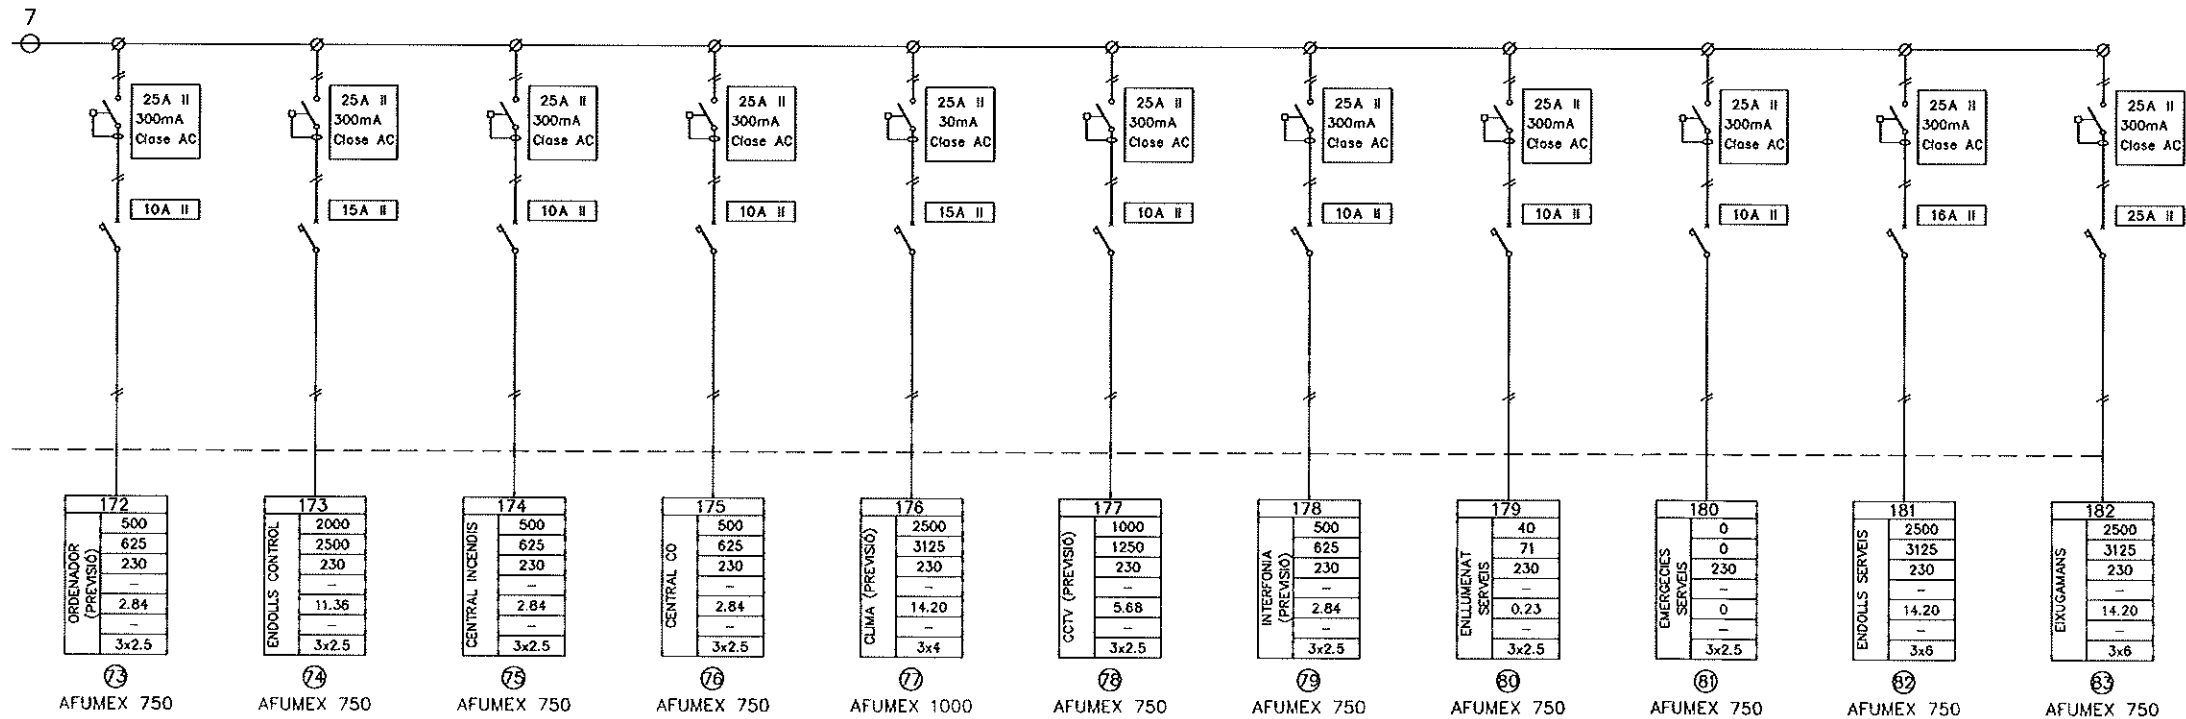 7
25A II
300mA
Clase AC
10A II
25A II
300mA
Clase AC
15A II
25A II
300mA
Clase AC
10A II
25A II
300mA
Clase AC
10A II
25A II
30mA
Clase AC
15A II
25A II
300mA
Clase AC
10A II
25A II
300mA
Clase AC
10A II
25A II
300mA
Clase AC
10A II
25A II
300mA
Clase AC
10A II
25A II
300mA
Clase AC
16A II
25A II
300mA
Clase AC
25A II
172
ORDENADOR
(PREVISIÓ)
500
625
230
–
2.84
–
3x2.5
73
AFUMEX 750
173
ENDOLLS CONTROL
2000
2500
230
–
11.36
–
3x2.5
74
AFUMEX 750
174
CENTRAL INCENDIS
500
625
230
–
2.84
–
3x2.5
75
AFUMEX 750
175
CENTRAL CO
500
625
230
–
2.84
–
3x2.5
76
AFUMEX 750
176
CLIMA (PREVISIÓ)
2500
3125
230
–
14.20
–
3x4
77
AFUMEX 1000
177
CCTV (PREVISIÓ)
1000
1250
230
–
5.68
–
3x2.5
78
AFUMEX 750
178
INTERFONIA
(PREVISIÓ)
500
625
230
–
2.84
–
3x2.5
79
AFUMEX 750
179
ENLLUMENAT
SERVEIS
40
71
230
–
0.23
–
3x2.5
80
AFUMEX 750
180
EMERGECIES
SERVEIS
0
0
230
–
0
–
3x2.5
81
AFUMEX 750
181
ENDOLLS SERVEIS
2500
3125
230
–
14.20
–
3x6
82
AFUMEX 750
182
EIXUGAMANS
2500
3125
230
–
14.20
–
3x6
83
AFUMEX 750